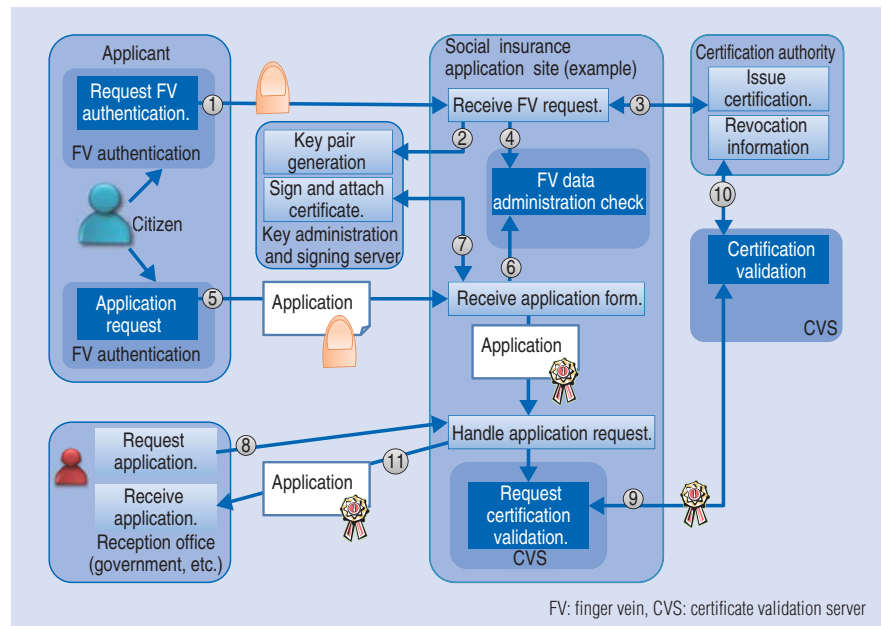 Applicant
Request FV
authentication.
FV authentication
Citizen
Application
request
FV authentication
1
5
Application
Key pair
generation
Sign and attach
certificate.
Key administration
and signing server
Social insurance
application site (example)
Receive FV request.
2
4
3
FV data
administration check
7
6
Receive application form.
Application
Handle application request.
Request
certification
validation.
CVS
Certification authority
Issue
certification.
Revocation
information
10
Certification
validation
CVS
9
Request
application.
Receive
application.
Reception office
(government, etc.)
8
11
Application
FV: finger vein, CVS: certificate validation server